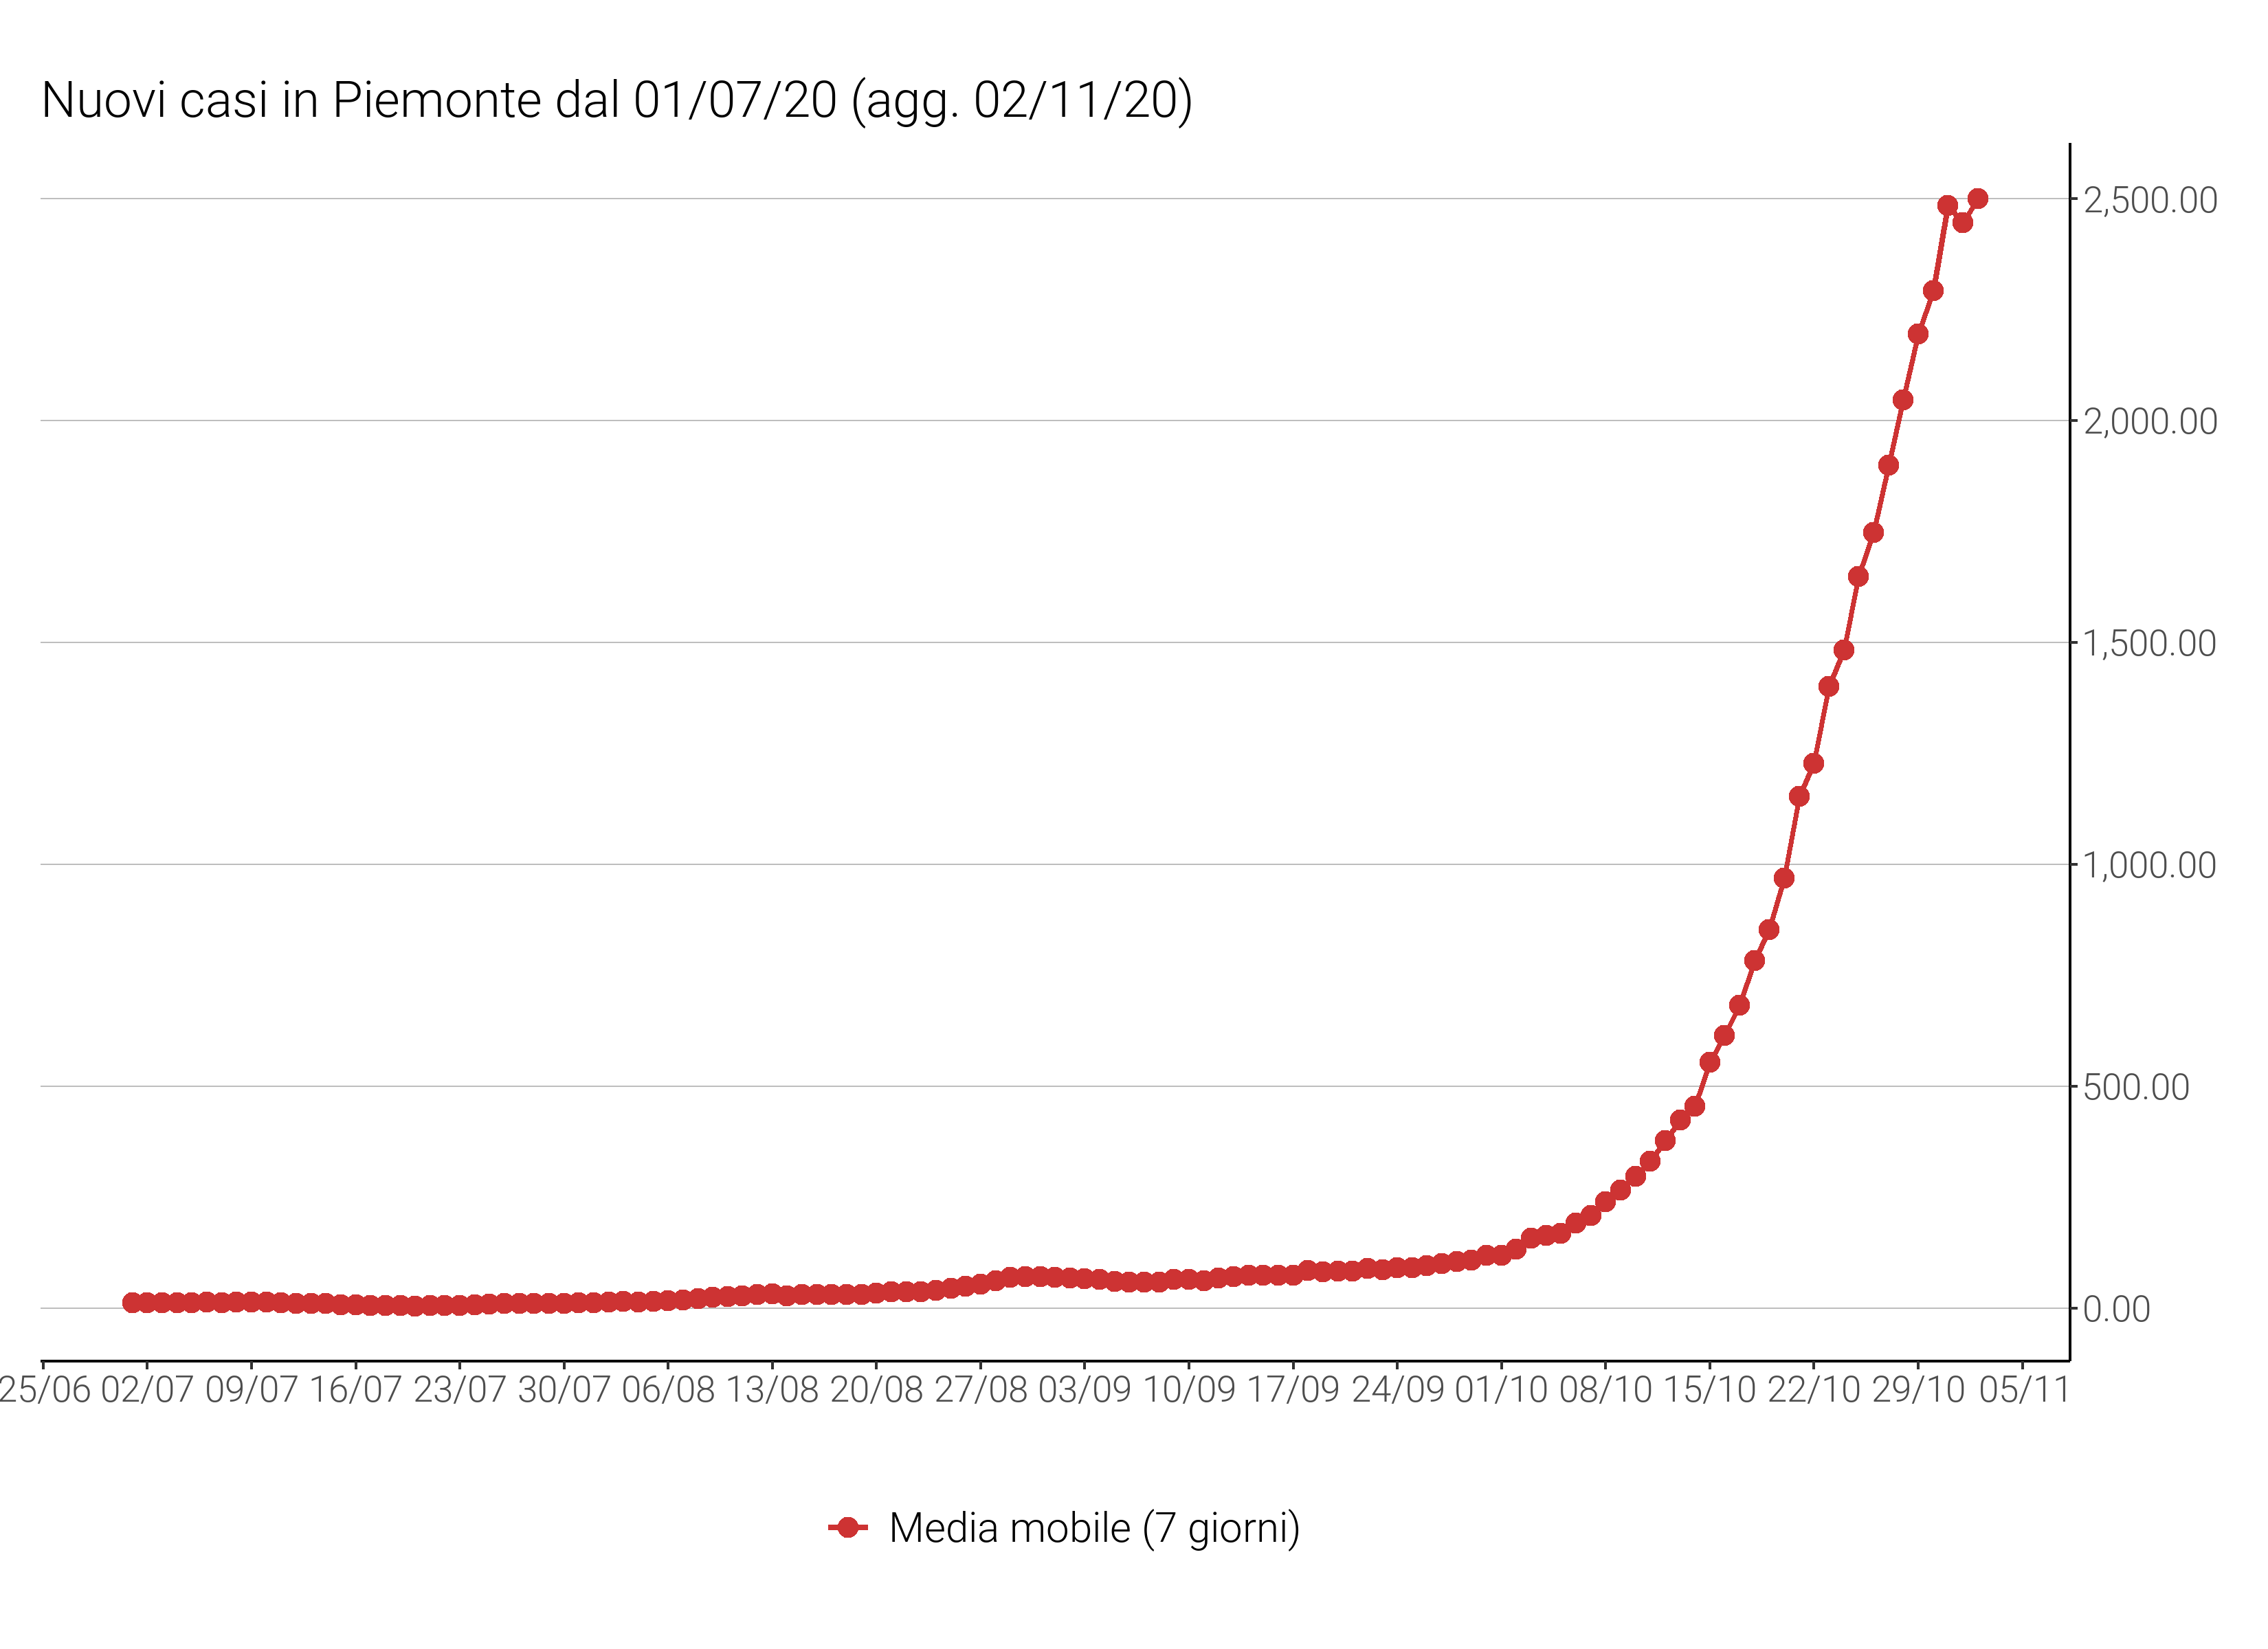 Nuovi casi in Piemonte dal 01/07/20 (agg. 02/11/20)
2,500.00
2,000.00
1,500.00
1,000.00
500.00
0.00
25/06 02/07 09/07 16/07 23/07 30/07 06/08 13/08 20/08 27/08 03/09 10/09 17/09 24/09 01/10 08/10 15/10 22/10 29/10 05/11
Media mobile (7 giorni)